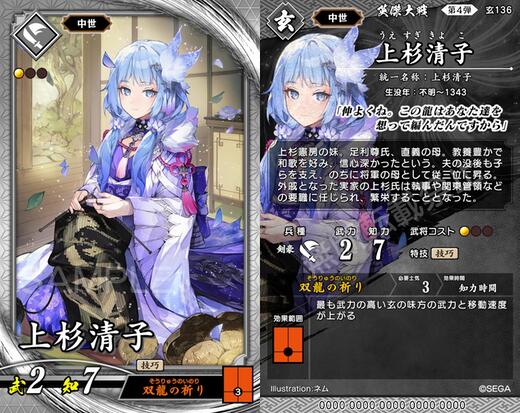 中世
SAMPLE
上杉清子
技巧
武2 知7
そうりゅうのいのり
双龍の祈り
3
玄
中世
英傑大戦 第4弾 玄136
うえすぎきよこ
上杉清子
統一名称：上杉清子
生没年：不明〜1343
「仲よくね。この龍はあなた達を
想って編んだんですから」
上杉憲房の妹。足利尊氏、直義の母。教養豊かで
和歌を好み、信心深かったという。夫の没後も子
らを支え、のちに将軍の母として従三位に昇る。
外戚となった実家の上杉氏は執事や関東管領など
の要職に任じられ、繁栄することとなった。
兵種 武力 知力 武将コスト
剣豪 2 7 特技 技巧
そうりゅうのいのり 必要士気 効果時間
双龍の祈り 3 知力時間
効果範囲
最も武力の高い玄の味方の武力と移動速度
が上がる
Illustration:ネム
©SEGA
0000 0000 0000 0000 0000